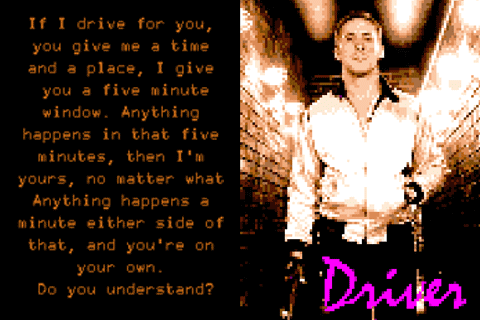 If I drive for you,
you give me a time
and a place, I give
you a five minute
window. Anything
happens in that five
minutes, then I'm
yours, no matter what
Anything happens a
minute either side of
that, and you're on
your own.
Do you understand?
Driver